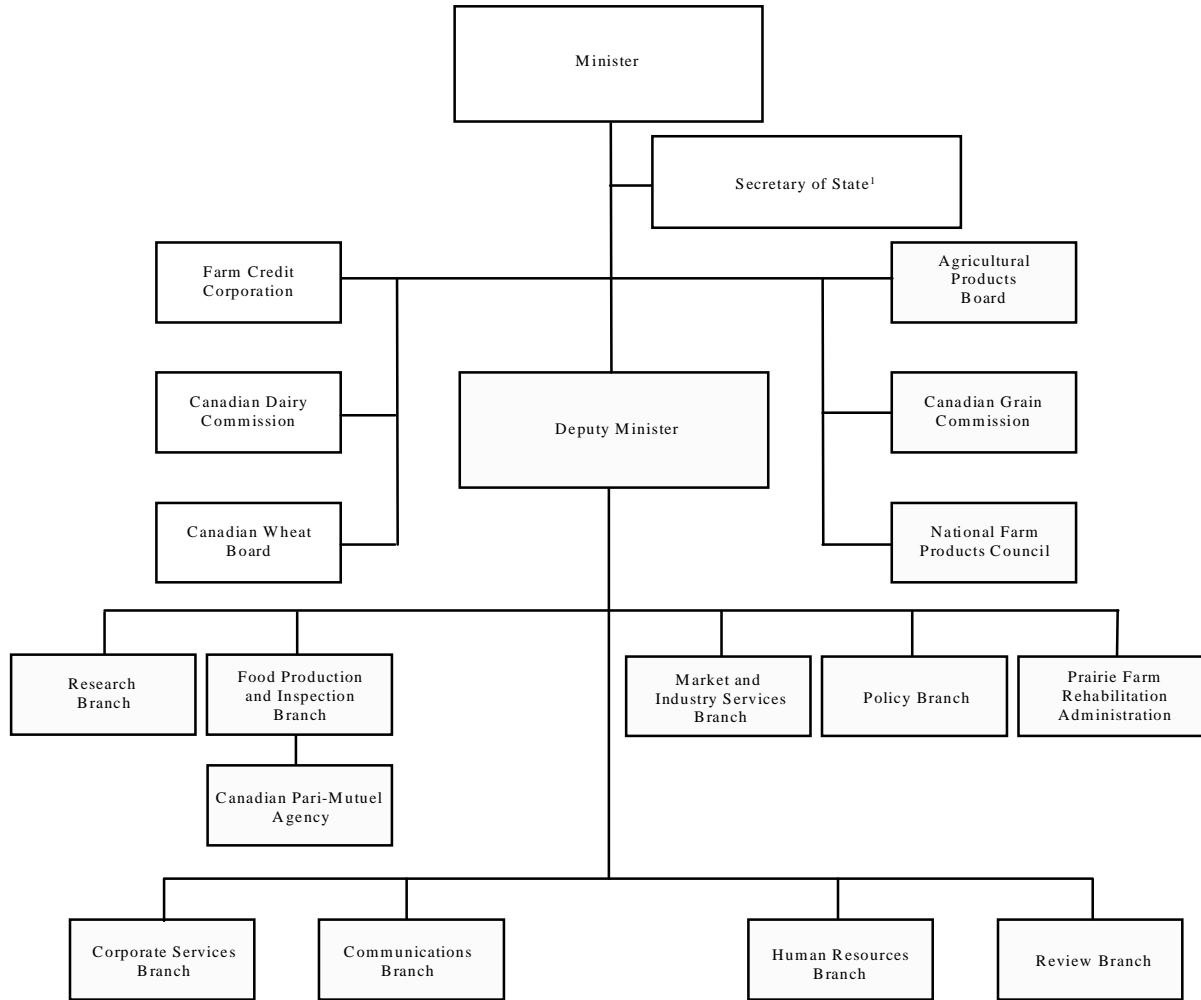 Minister
Secretary of State¹
Farm Credit
Corporation
Agricultural
Products
Board
Canadian Dairy
Commission
Deputy Minister
Canadian Grain
Commission
Canadian Wheat
Board
National Farm
Products Council
Research
Branch
Food Production
and Inspection
Branch
Market and
Industry Services
Branch
Policy Branch
Prairie Farm
Rehabilitation
Administration
Canadian Pari-Mutuel
Agency
Corporate Services
Branch
Communications
Branch
Human Resources
Branch
Review Branch